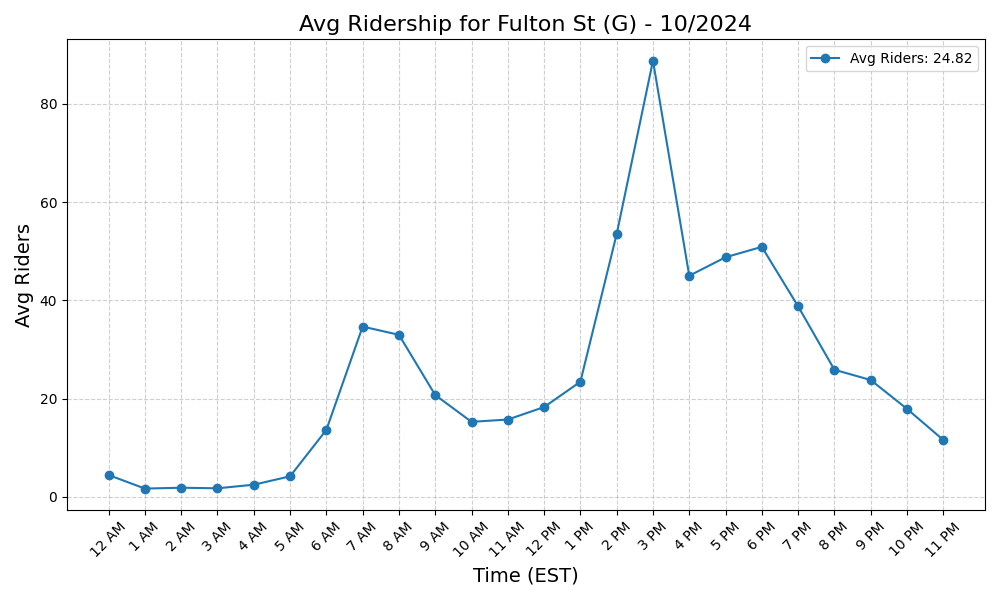 Avg Ridership for Fulton St (G) - 10/2024
Avg Riders: 24.82
Avg Riders
80
60
40
20
0
12 AM
1 AM
2 AM
3 AM
4 AM
5 AM
6 AM
7 AM
8 AM
9 AM
10 AM
11 AM
12 PM
1 PM
2 PM
3 PM
4 PM
5 PM
6 PM
7 PM
8 PM
9 PM
10 PM
11 PM
Time (EST)